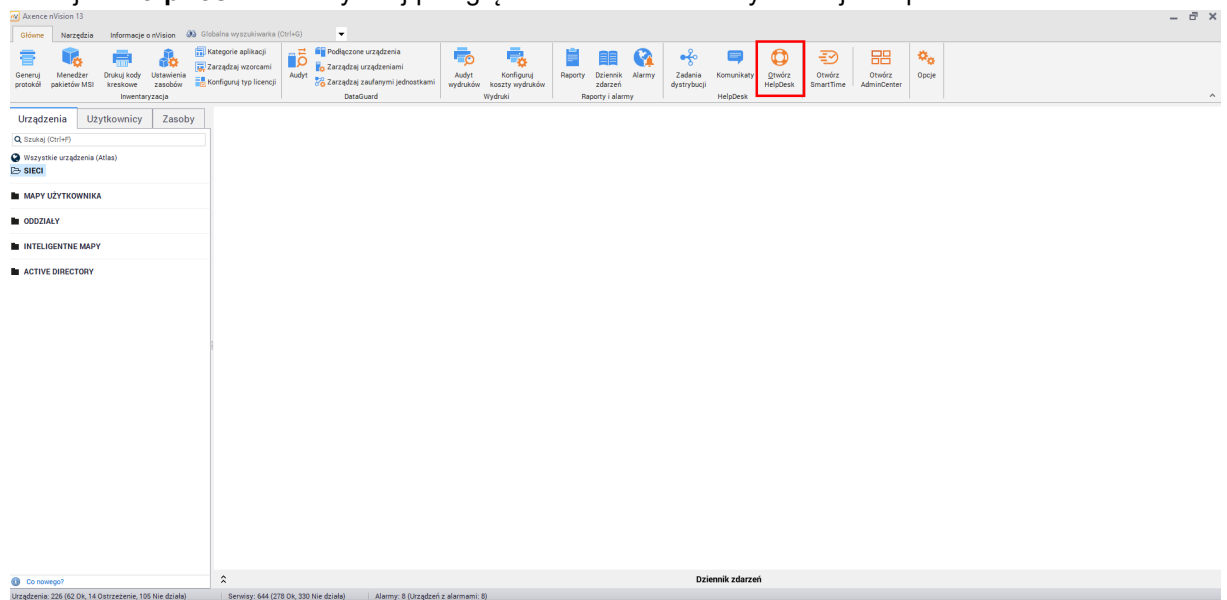 Axence nVision 13
Główne Narzędzia Informacje o nVision Globalna wyszukiwarka (Ctrl+G)
Generuj protokół
Menedżer pakietów MSI
Drukuj kody kreskowe
Ustawienia zasobów
Kategorie aplikacji
Zarządzaj wzorcami
Konfiguruj typ licencji
Inwentaryzacja
Audyt
Podłączone urządzenia
Zarządzaj urządzeniami
Zarządzaj zaufanymi jednostkami
DataGuard
Audyt wydruków
Konfiguruj koszty wydruków
Wydruki
Raporty
Dziennik zdarzeń
Alarmy
Raporty i alarmy
Zadania dystrybucji
Komunikaty
Otwórz HelpDesk
HelpDesk
Otwórz SmartTime
Otwórz AdminCenter
Opcje
Urządzenia Użytkownicy Zasoby
Szukaj (Ctrl+F)
Wszystkie urządzenia (Atlas)
SIECI
MAPY UŻYTKOWNIKA
ODDZIAŁY
INTELIGENTNE MAPY
ACTIVE DIRECTORY
Co nowego?
Dziennik zdarzeń
Urządzenia: 226 (62 Ok, 14 Ostrzeżenie, 105 Nie działa) Serwisy: 644 (278 Ok, 330 Nie działa) Alarmy: 8 (Urządzeń z alarmami: 8)